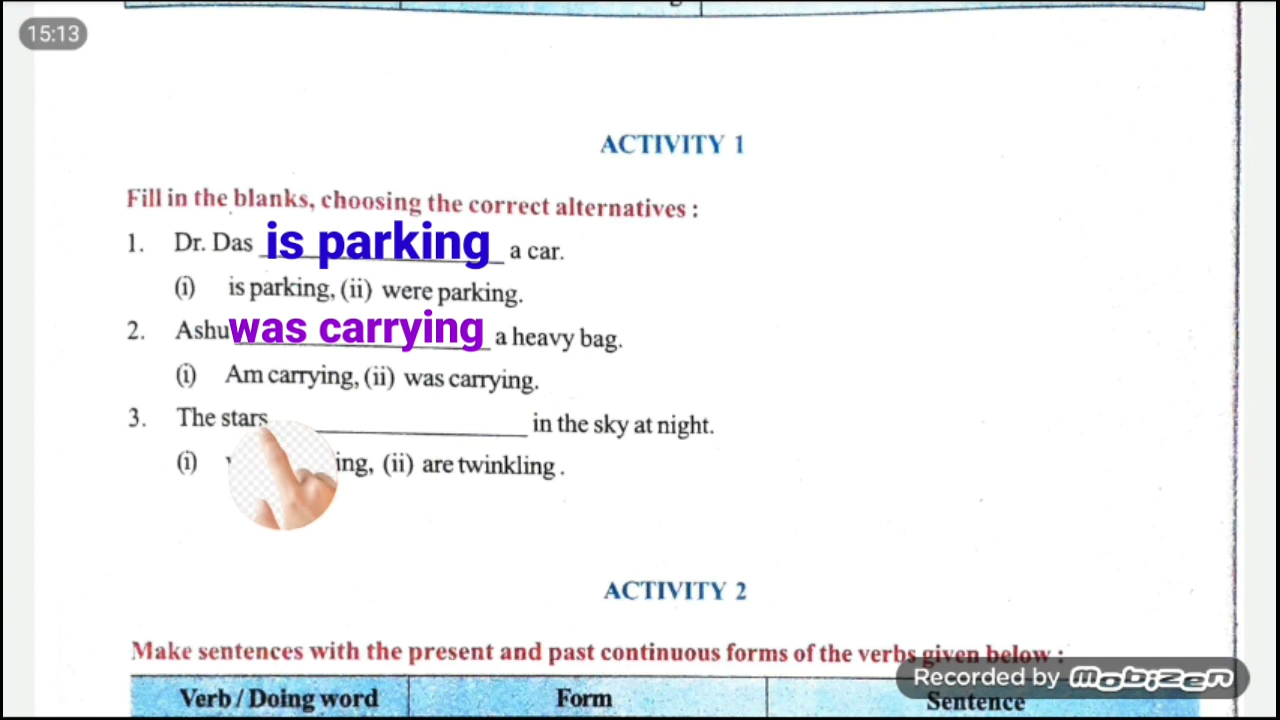 15:13
ACTIVITY 1
Fill in the blanks, choosing the correct alternatives :
1. Dr. Das is parking a car.
(i) is parking, (ii) were parking.
2. Ashu was carrying a heavy bag.
(i) Am carrying, (ii) was carrying.
3. The stars ____________ in the sky at night.
(i) ing, (ii) are twinkling .
ACTIVITY 2
Make sentences with the present and past continuous forms of the verbs given below :
Recorded by mobizen
Verb / Doing word Form Sentence